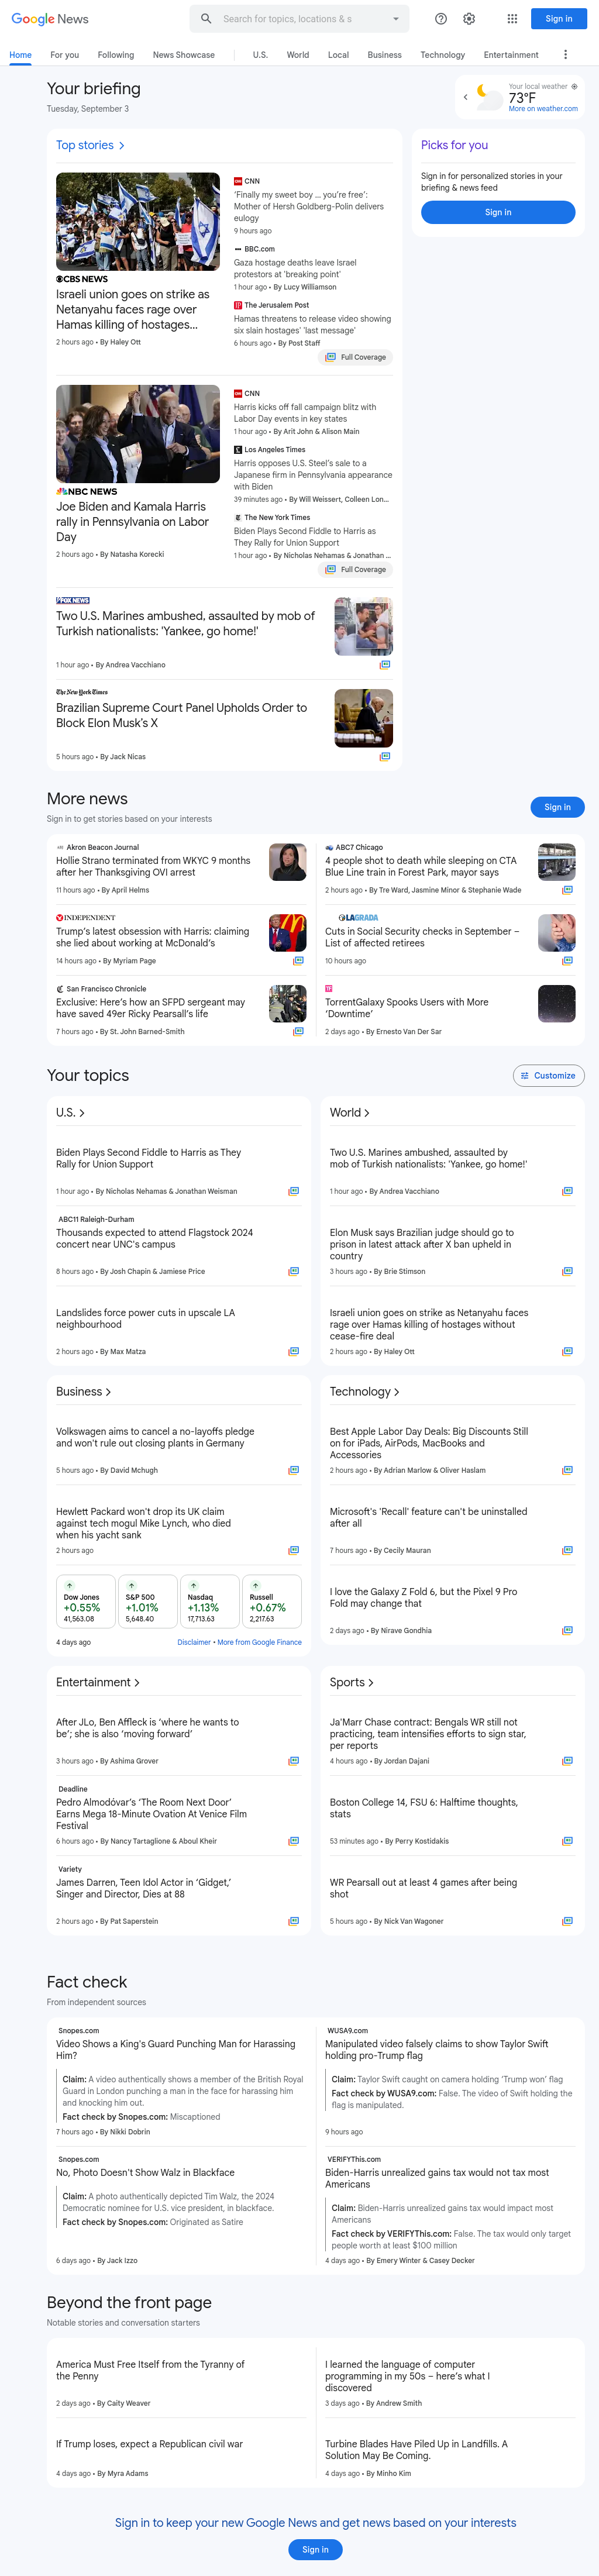 Google News
Search for topics, locations & s
Sign in
Home For you Following News Showcase U.S. World Local Business Technology Entertainment
Your briefing
Tuesday, September 3
Your local weather
73°F
More on weather.com
Top stories
CBS NEWS
Israeli union goes on strike as
Netanyahu faces rage over
Hamas killing of hostages...
2 hours ago • By Haley Ott
CNN
'Finally my sweet boy ... you're free':
Mother of Hersh Goldberg-Polin delivers
eulogy
9 hours ago
BBC.com
Gaza hostage deaths leave Israel
protestors at 'breaking point'
1 hour ago • By Lucy Williamson
The Jerusalem Post
Hamas threatens to release video showing
six slain hostages' 'last message'
6 hours ago • By Post Staff
Full Coverage
Picks for you
Sign in for personalized stories in your
briefing & news feed
Sign in
NBC NEWS
Joe Biden and Kamala Harris
rally in Pennsylvania on Labor
Day
2 hours ago • By Natasha Korecki
CNN
Harris kicks off fall campaign blitz with
Labor Day events in key states
1 hour ago • By Arit John & Alison Main
Los Angeles Times
Harris opposes U.S. Steel's sale to a
Japanese firm in Pennsylvania appearance
with Biden
39 minutes ago • By Will Weissert, Colleen Lon...
The New York Times
Biden Plays Second Fiddle to Harris as
They Rally for Union Support
1 hour ago • By Nicholas Nehamas & Jonathan ...
Full Coverage
FOX NEWS
Two U.S. Marines ambushed, assaulted by mob of
Turkish nationalists: 'Yankee, go home!'
1 hour ago • By Andrea Vacchiano
The New York Times
Brazilian Supreme Court Panel Upholds Order to
Block Elon Musk's X
5 hours ago • By Jack Nicas
More news
Sign in to get stories based on your interests
Sign in
Akron Beacon Journal
Hollie Strano terminated from WKYC 9 months
after her Thanksgiving OVI arrest
11 hours ago • By April Helms
ABC7 Chicago
4 people shot to death while sleeping on CTA
Blue Line train in Forest Park, mayor says
2 hours ago • By Tre Ward, Jasmine Minor & Stephanie Wade
INDEPENDENT
Trump's latest obsession with Harris: claiming
she lied about working at McDonald's
14 hours ago • By Myriam Page
LAGRADA
Cuts in Social Security checks in September –
List of affected retirees
10 hours ago
San Francisco Chronicle
Exclusive: Here's how an SFPD sergeant may
have saved 49er Ricky Pearsall's life
7 hours ago • By St. John Barned-Smith
TF
TorrentGalaxy Spooks Users with More
'Downtime'
2 days ago • By Ernesto Van Der Sar
Your topics
Customize
U.S.
Biden Plays Second Fiddle to Harris as They
Rally for Union Support
1 hour ago • By Nicholas Nehamas & Jonathan Weisman
ABC11 Raleigh-Durham
Thousands expected to attend Flagstock 2024
concert near UNC's campus
8 hours ago • By Josh Chapin & Jamiese Price
Landslides force power cuts in upscale LA
neighbourhood
2 hours ago • By Max Matza
World
Two U.S. Marines ambushed, assaulted by
mob of Turkish nationalists: 'Yankee, go home!'
1 hour ago • By Andrea Vacchiano
Elon Musk says Brazilian judge should go to
prison in latest attack after X ban upheld in
country
3 hours ago • By Brie Stimson
Israeli union goes on strike as Netanyahu faces
rage over Hamas killing of hostages without
cease-fire deal
2 hours ago • By Haley Ott
Business
Volkswagen aims to cancel a no-layoffs pledge
and won't rule out closing plants in Germany
5 hours ago • By David Mchugh
Hewlett Packard won't drop its UK claim
against tech mogul Mike Lynch, who died
when his yacht sank
2 hours ago
Dow Jones
+0.55%
41,563.08
S&P 500
+1.01%
5,648.40
Nasdaq
+1.13%
17,713.63
Russell
+0.67%
2,217.63
4 days ago
Disclaimer • More from Google Finance
Technology
Best Apple Labor Day Deals: Big Discounts Still
on for iPads, AirPods, MacBooks and
Accessories
2 hours ago • By Adrian Marlow & Oliver Haslam
Microsoft's 'Recall' feature can't be uninstalled
after all
7 hours ago • By Cecily Mauran
I love the Galaxy Z Fold 6, but the Pixel 9 Pro
Fold may change that
2 days ago • By Nirave Gondhia
Entertainment
After JLo, Ben Affleck is 'where he wants to
be'; she is also 'moving forward'
3 hours ago • By Ashima Grover
Deadline
Pedro Almodóvar's 'The Room Next Door'
Earns Mega 18-Minute Ovation At Venice Film
Festival
6 hours ago • By Nancy Tartaglione & Aboul Kheir
Variety
James Darren, Teen Idol Actor in 'Gidget,'
Singer and Director, Dies at 88
2 hours ago • By Pat Saperstein
Sports
Ja'Marr Chase contract: Bengals WR still not
practicing, team intensifies efforts to sign star,
per reports
4 hours ago • By Jordan Dajani
Boston College 14, FSU 6: Halftime thoughts,
stats
53 minutes ago • By Perry Kostidakis
WR Pearsall out at least 4 games after being
shot
5 hours ago • By Nick Van Wagoner
Fact check
From independent sources
Snopes.com
Video Shows a King's Guard Punching Man for Harassing
Him?
Claim: A video authentically shows a member of the British Royal
Guard in London punching a man in the face for harassing him
and knocking him out.
Fact check by Snopes.com: Miscaptioned
7 hours ago • By Nikki Dobrin
WUSA9.com
Manipulated video falsely claims to show Taylor Swift
holding pro-Trump flag
Claim: Taylor Swift caught on camera holding 'Trump won' flag
Fact check by WUSA9.com: False. The video of Swift holding the
flag is manipulated.
9 hours ago
Snopes.com
No, Photo Doesn't Show Walz in Blackface
Claim: A photo authentically depicted Tim Walz, the 2024
Democratic nominee for U.S. vice president, in blackface.
Fact check by Snopes.com: Originated as Satire
6 days ago • By Jack Izzo
VERIFYThis.com
Biden-Harris unrealized gains tax would not tax most
Americans
Claim: Biden-Harris unrealized gains tax would impact most
Americans
Fact check by VERIFYThis.com: False. The tax would only target
people worth at least $100 million
4 days ago • By Emery Winter & Casey Decker
Beyond the front page
Notable stories and conversation starters
America Must Free Itself from the Tyranny of
the Penny
2 days ago • By Caity Weaver
I learned the language of computer
programming in my 50s – here's what I
discovered
3 days ago • By Andrew Smith
If Trump loses, expect a Republican civil war
4 days ago • By Myra Adams
Turbine Blades Have Piled Up in Landfills. A
Solution May Be Coming.
4 days ago • By Minho Kim
Sign in to keep your new Google News and get news based on your interests
Sign in